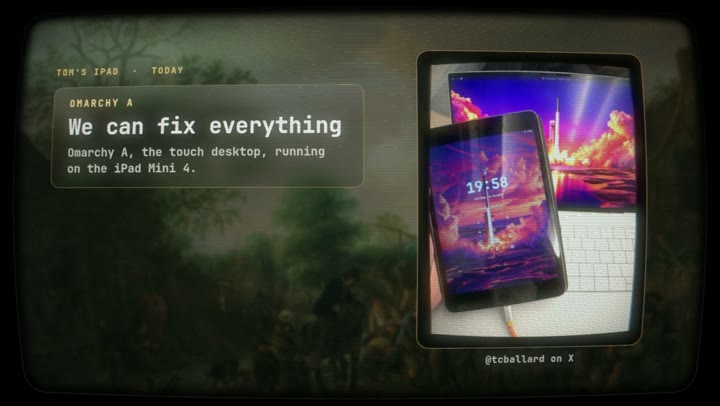 TOM'S IPAD · TODAY
OMARCHY A
We can fix everything
Omarchy A, the touch desktop, running
on the iPad Mini 4.
19:58
@tcballard on X